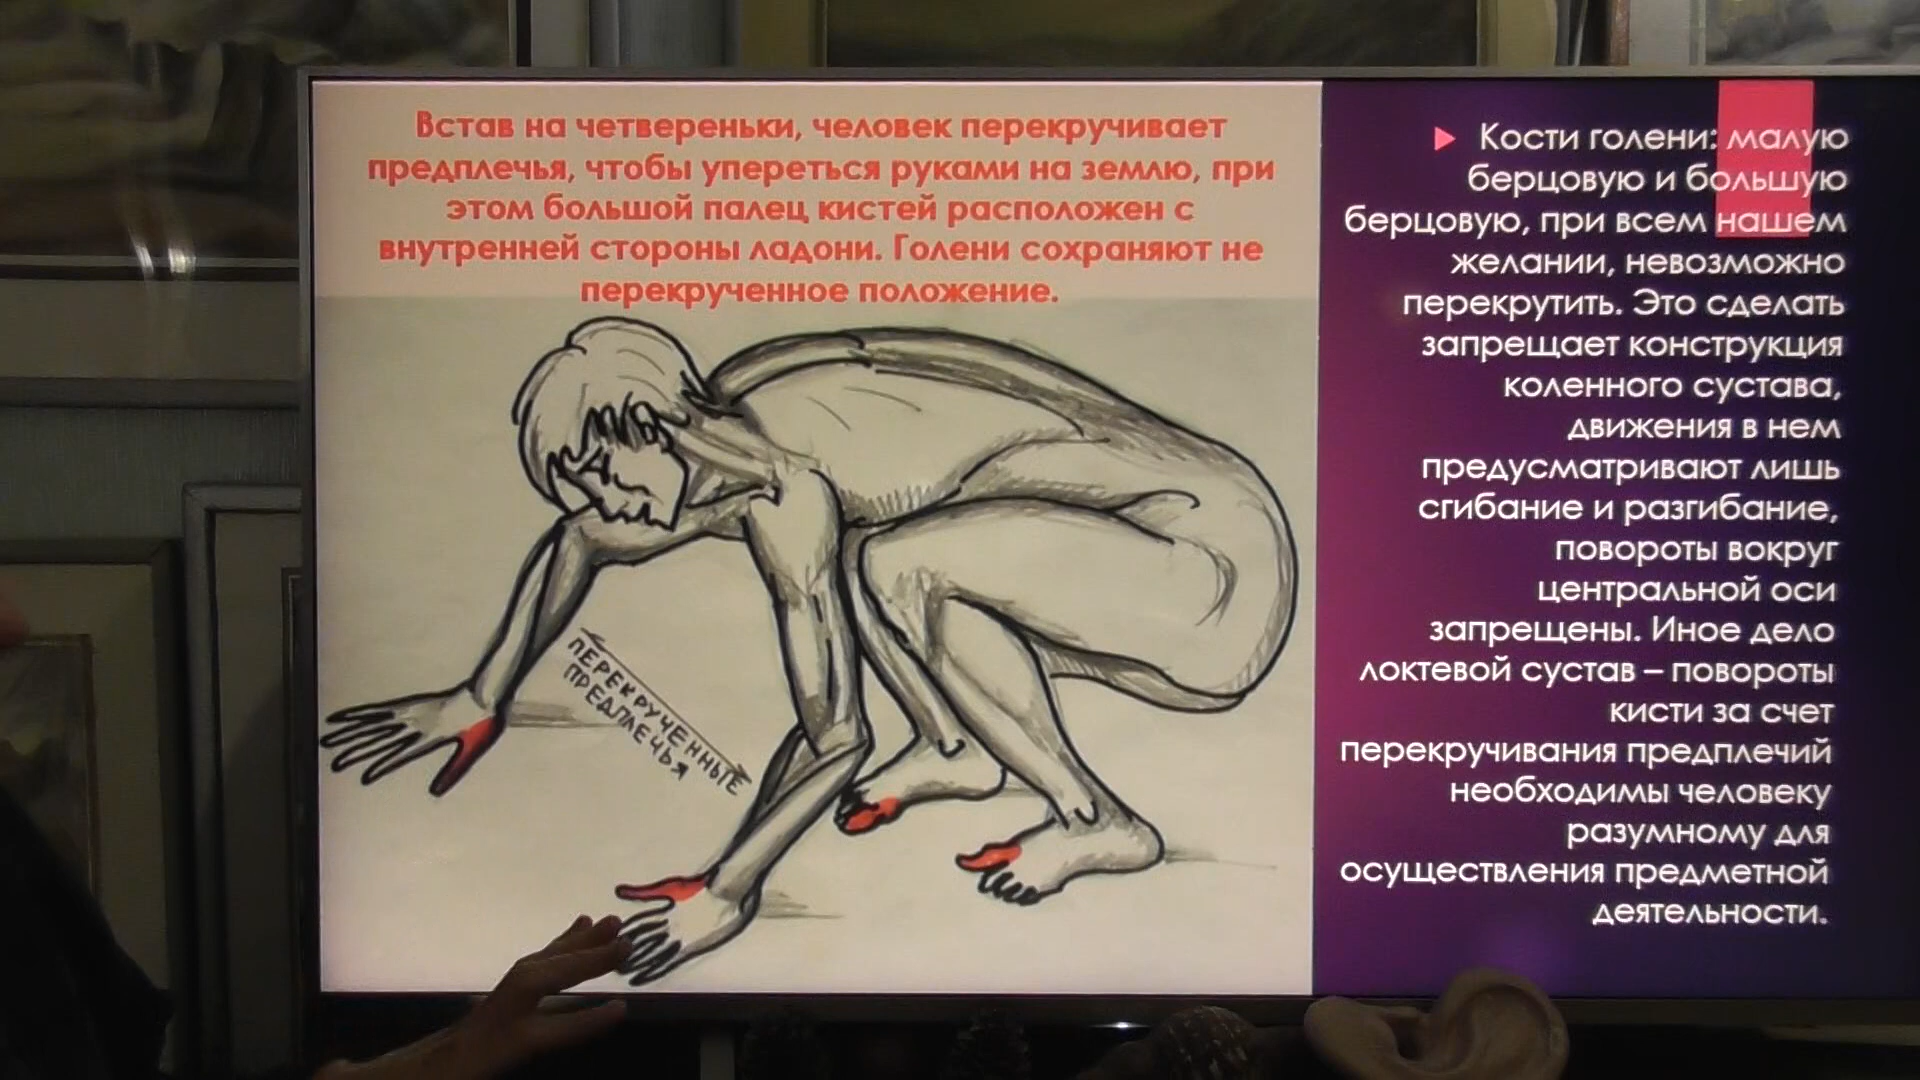 Встав на четвереньки, человек перекручивает
предплечья, чтобы упереться руками на землю, при
этом большой палец кистей расположен с
внутренней стороны ладони. Голени сохраняют не
перекрученное положение.
ПЕРЕКРУЧЕННЫЕ
ПРЕДПЛЕЧЬЯ
Кости голени: малую
берцовую и большую
берцовую, при всем нашем
желании, невозможно
перекрутить. Это сделать
запрещает конструкция
коленного сустава,
движения в нем
предусматривают лишь
сгибание и разгибание,
повороты вокруг
центральной оси
запрещены. Иное дело
локтевой сустав – повороты
кисти за счет
перекручивания предплечий
необходимы человеку
разумному для
осуществления предметной
деятельности.